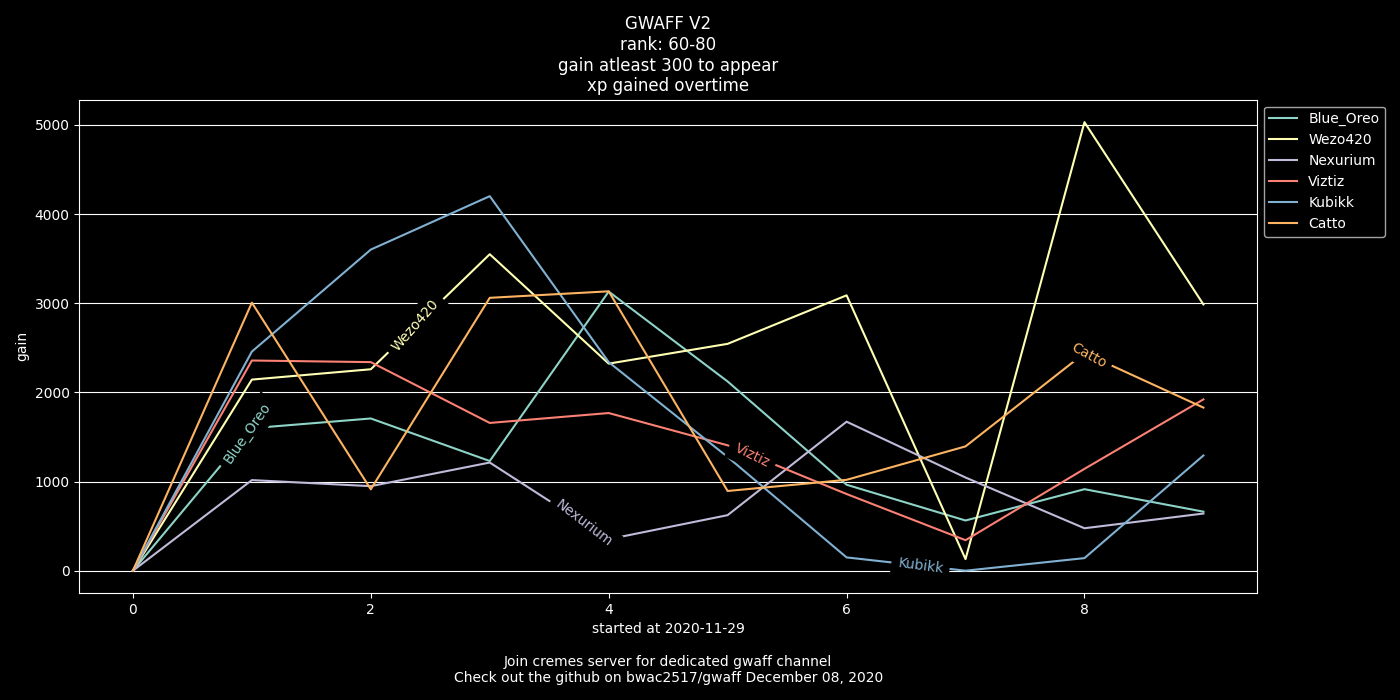 GWAFF V2
rank: 60-80
gain atleast 300 to appear
xp gained overtime
5000
4000
3000
2000
1000
0
gain
Blue_Oreo
Wezo420
Nexurium
Viztiz
Kubikk
Catto
Blue_Oreo
Wezo420
Nexurium
Viztiz
Kubikk
Catto
0 2 4 6 8
started at 2020-11-29
Join cremes server for dedicated gwaff channel
Check out the github on bwac2517/gwaff December 08, 2020